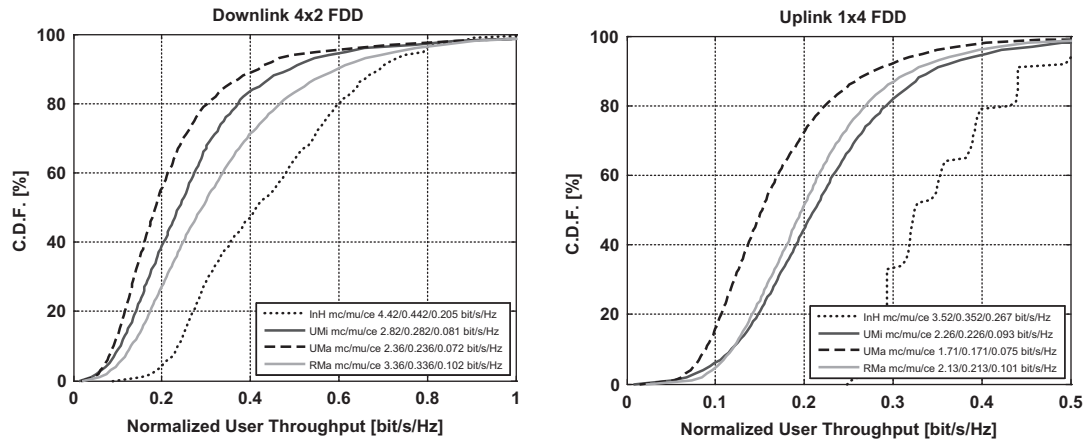 Downlink 4x2 FDD
C.D.F. [%]
100
80
60
40
20
0
0
0.2
0.4
0.6
0.8
1
InH mc/mu/ce 4.42/0.442/0.205 bit/s/Hz
UMi mc/mu/ce 2.82/0.282/0.081 bit/s/Hz
UMa mc/mu/ce 2.36/0.236/0.072 bit/s/Hz
RMa mc/mu/ce 3.36/0.336/0.102 bit/s/Hz
Normalized User Throughput [bit/s/Hz]
Uplink 1x4 FDD
C.D.F. [%]
100
80
60
40
20
0
0
0.1
0.2
0.3
0.4
0.5
InH mc/mu/ce 3.52/0.352/0.267 bit/s/Hz
UMi mc/mu/ce 2.26/0.226/0.093 bit/s/Hz
UMa mc/mu/ce 1.71/0.171/0.075 bit/s/Hz
RMa mc/mu/ce 2.13/0.213/0.101 bit/s/Hz
Normalized User Throughput [bit/s/Hz]